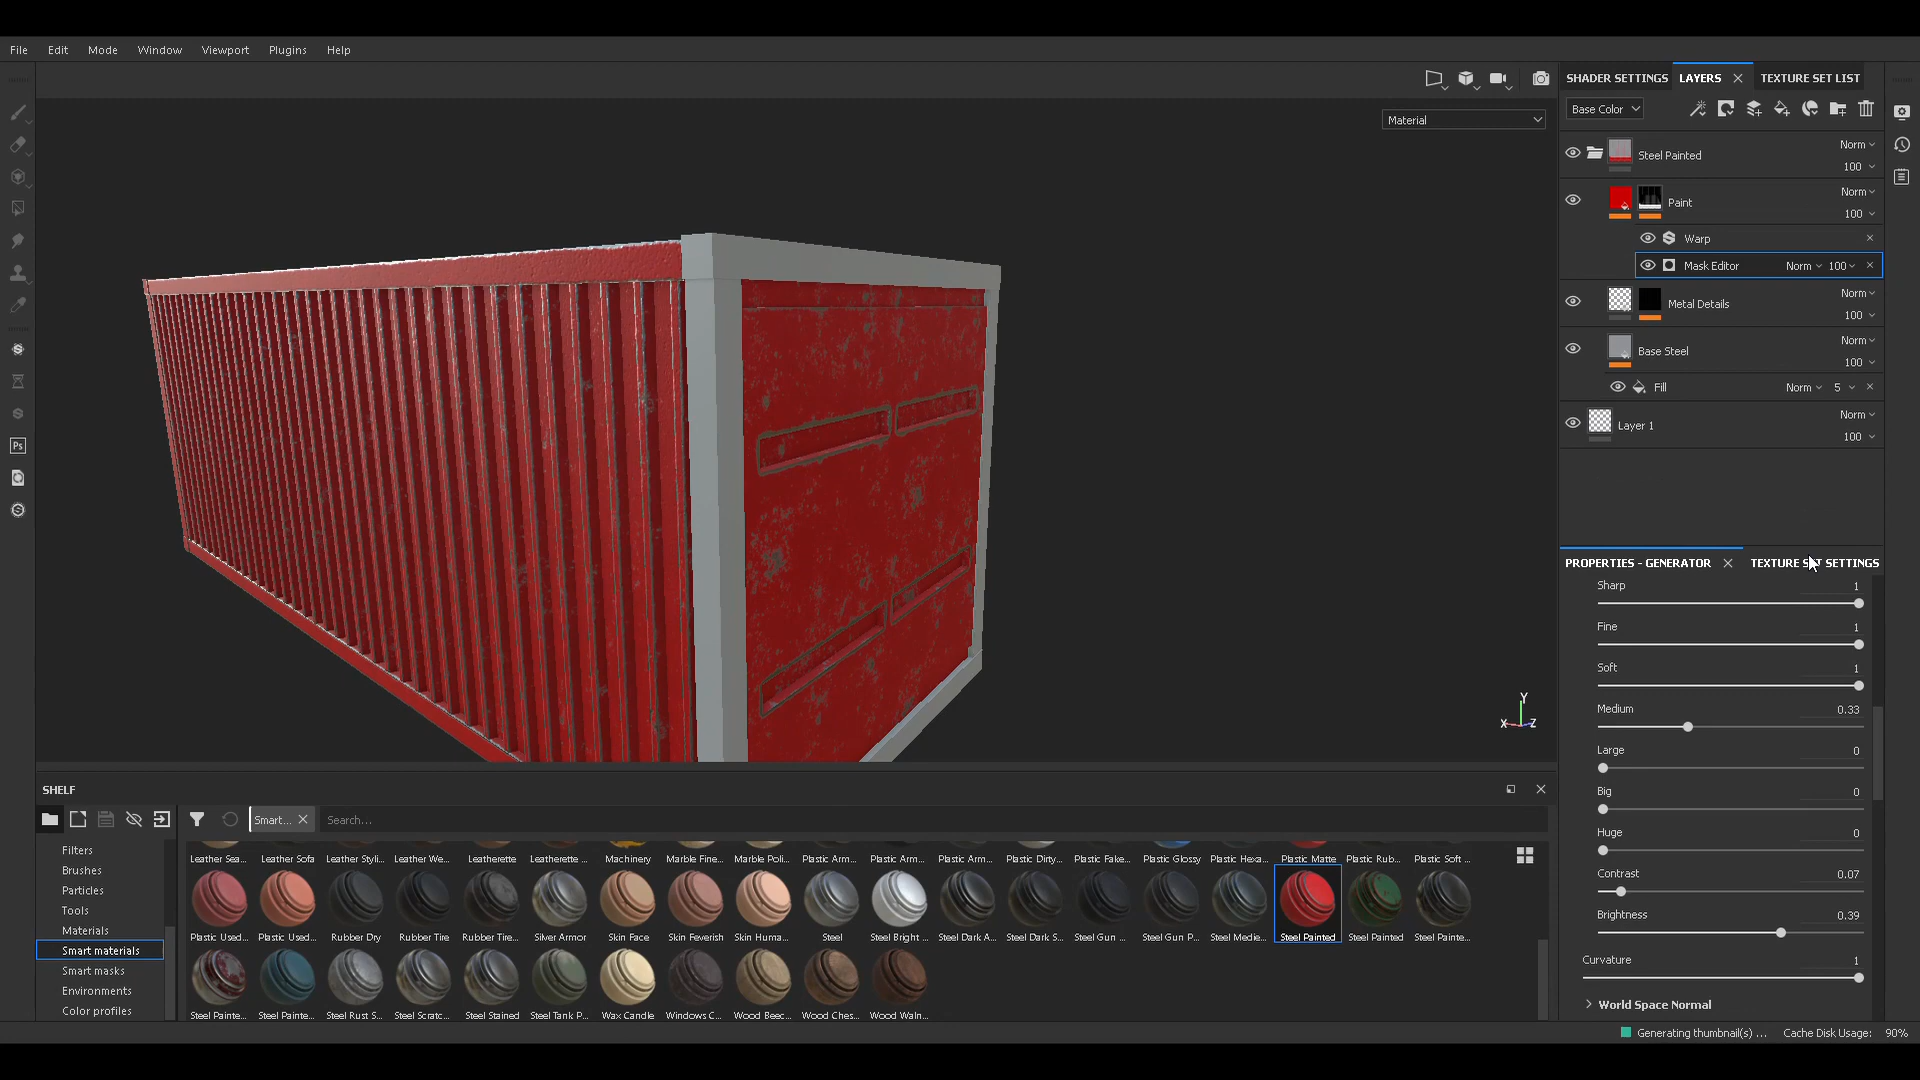 File Edit Mode Window Viewport Plugins Help
SHADER SETTINGS LAYERS TEXTURE SET LIST
Base Color
Material
Norm
Steel Painted
100
Norm
Paint
100
Warp
Mask Editor Norm 100
Norm
Metal Details
100
Norm
Base Steel
100
Fill Norm 5
Norm
Layer 1
100
PROPERTIES - GENERATOR TEXTURE SET SETTINGS
Sharp 1
Fine 1
Soft 1
Medium 0.33
Large 0
Big 0
Huge 0
Contrast 0.07
Brightness 0.39
Curvature 1
World Space Normal
Y
X Z
Ps
SHELF
Smart... Search...
Filters
Brushes
Particles
Tools
Materials
Smart materials
Smart masks
Environments
Color profiles
Leather Sea... Leather Sofa Leather Styli... Leather We... Leatherette Leatherette ... Machinery Marble Fine... Marble Poli... Plastic Arm... Plastic Arm... Plastic Arm... Plastic Dirty... Plastic Fake... Plastic Glossy Plastic Hexa... Plastic Matte Plastic Rub... Plastic Soft ...
Plastic Used... Plastic Used... Rubber Dry Rubber Tire Rubber Tire... Silver Armor Skin Face Skin Feverish Skin Huma... Steel Steel Bright ... Steel Dark A... Steel Dark S... Steel Gun ... Steel Gun P... Steel Medie... Steel Painted Steel Painted Steel Painte...
Steel Painte... Steel Painte... Steel Rust S... Steel Scratc... Steel Stained Steel Tank P... Wax Candle Windows C... Wood Beec... Wood Ches... Wood Waln...
Generating thumbnail(s) ... Cache Disk Usage: 90%